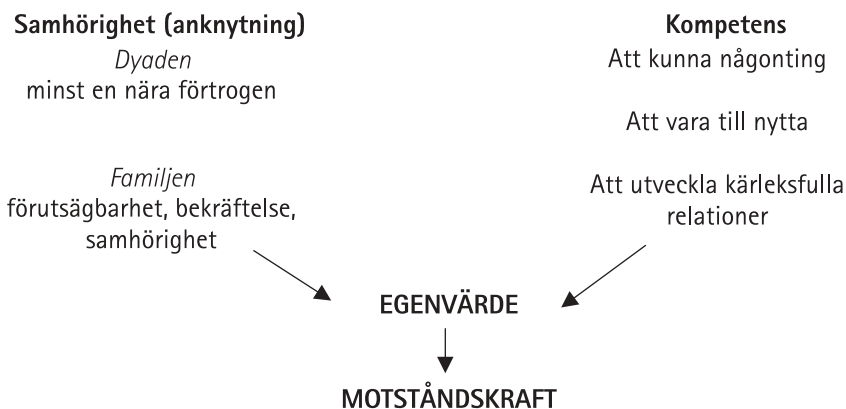 Samhörighet (anknytning)
Dyaden
minst en nära förtrogen
Familjen
förutsägbarhet, bekräftelse,
samhörighet
Kompetens
Att kunna någonting
Att vara till nytta
Att utveckla kärleksfulla
relationer
EGENVÄRDE
MOTSTÅNDSKRAFT